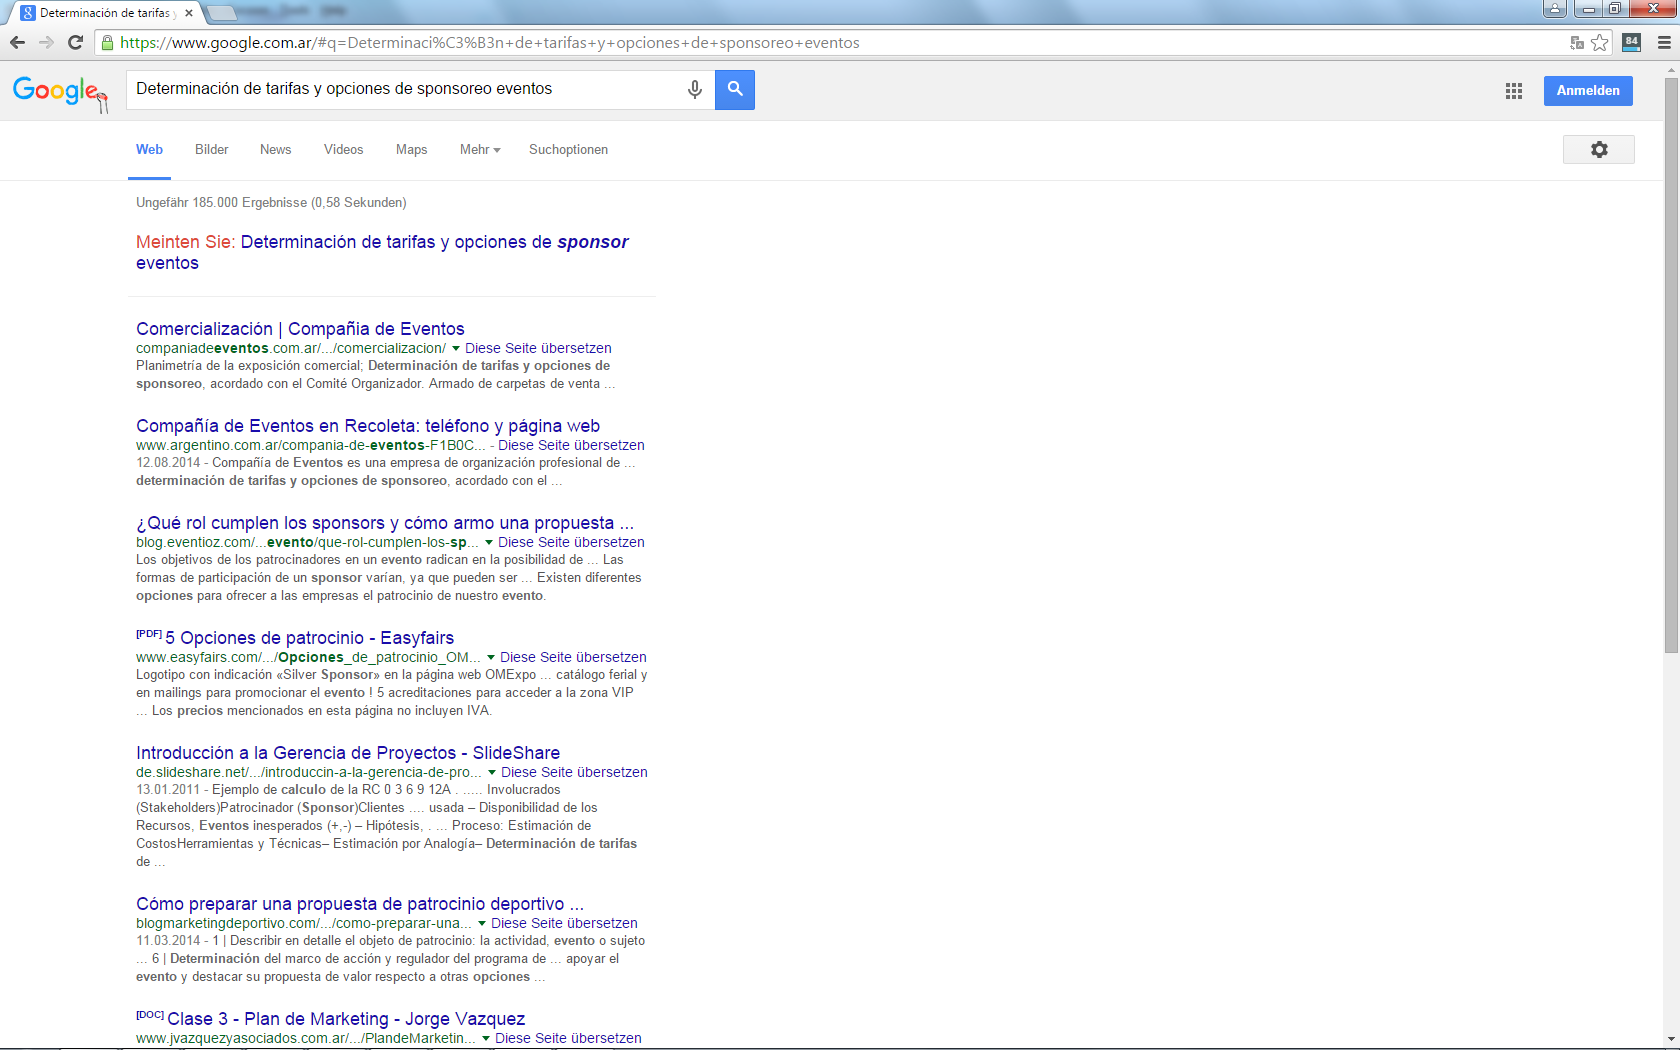 Determinación de tarifas y
https://www.google.com.ar/#q=Determinaci%C3%B3n+de+tarifas+y+opciones+de+sponsoreo+eventos
84
Google
Determinación de tarifas y opciones de sponsoreo eventos
Anmelden
Web Bilder News Videos Maps Mehr Suchoptionen
Ungefähr 185.000 Ergebnisse (0,58 Sekunden)
Meinten Sie: Determinación de tarifas y opciones de sponsor
eventos
Comercialización | Compañia de Eventos
companiadeeventos.com.ar/.../comercializacion/ Diese Seite übersetzen
Planimetría de la exposición comercial; Determinación de tarifas y opciones de
sponsoreo, acordado con el Comité Organizador. Armado de carpetas de venta ...
Compañía de Eventos en Recoleta: teléfono y página web
www.argentino.com.ar/compania-de-eventos-F1B0C... - Diese Seite übersetzen
12.08.2014 - Compañía de Eventos es una empresa de organización profesional de ...
determinación de tarifas y opciones de sponsoreo, acordado con el ...
¿Qué rol cumplen los sponsors y cómo armo una propuesta ...
blog.eventioz.com/...evento/que-rol-cumplen-los-sp... Diese Seite übersetzen
Los objetivos de los patrocinadores en un evento radican en la posibilidad de ... Las
formas de participación de un sponsor varían, ya que pueden ser ... Existen diferentes
opciones para ofrecer a las empresas el patrocinio de nuestro evento.
[PDF] 5 Opciones de patrocinio - Easyfairs
www.easyfairs.com/.../Opciones_de_patrocinio_OM... Diese Seite übersetzen
Logotipo con indicación «Silver Sponsor» en la página web OMExpo ... catálogo ferial y
en mailings para promocionar el evento ! 5 acreditaciones para acceder a la zona VIP
... Los precios mencionados en esta página no incluyen IVA.
Introducción a la Gerencia de Proyectos - SlideShare
de.slideshare.net/.../introduccin-a-la-gerencia-de-pro... Diese Seite übersetzen
13.01.2011 - Ejemplo de calculo de la RC 0 3 6 9 12A . ..... Involucrados
(Stakeholders)Patrocinador (Sponsor)Clientes .... usada – Disponibilidad de los
Recursos, Eventos inesperados (+,-) – Hipótesis, . ... Proceso: Estimación de
CostosHerramientas y Técnicas– Estimación por Analogía– Determinación de tarifas
de ...
Cómo preparar una propuesta de patrocinio deportivo ...
blogmarketingdeportivo.com/.../como-preparar-una... Diese Seite übersetzen
11.03.2014 - 1 | Describir en detalle el objeto de patrocinio: la actividad, evento o sujeto
... 6 | Determinación del marco de acción y regulador del programa de ... apoyar el
evento y destacar su propuesta de valor respecto a otras opciones ...
[DOC] Clase 3 - Plan de Marketing - Jorge Vazquez
www.jvazquezyasociados.com.ar/.../PlandeMarketin... Diese Seite übersetzen